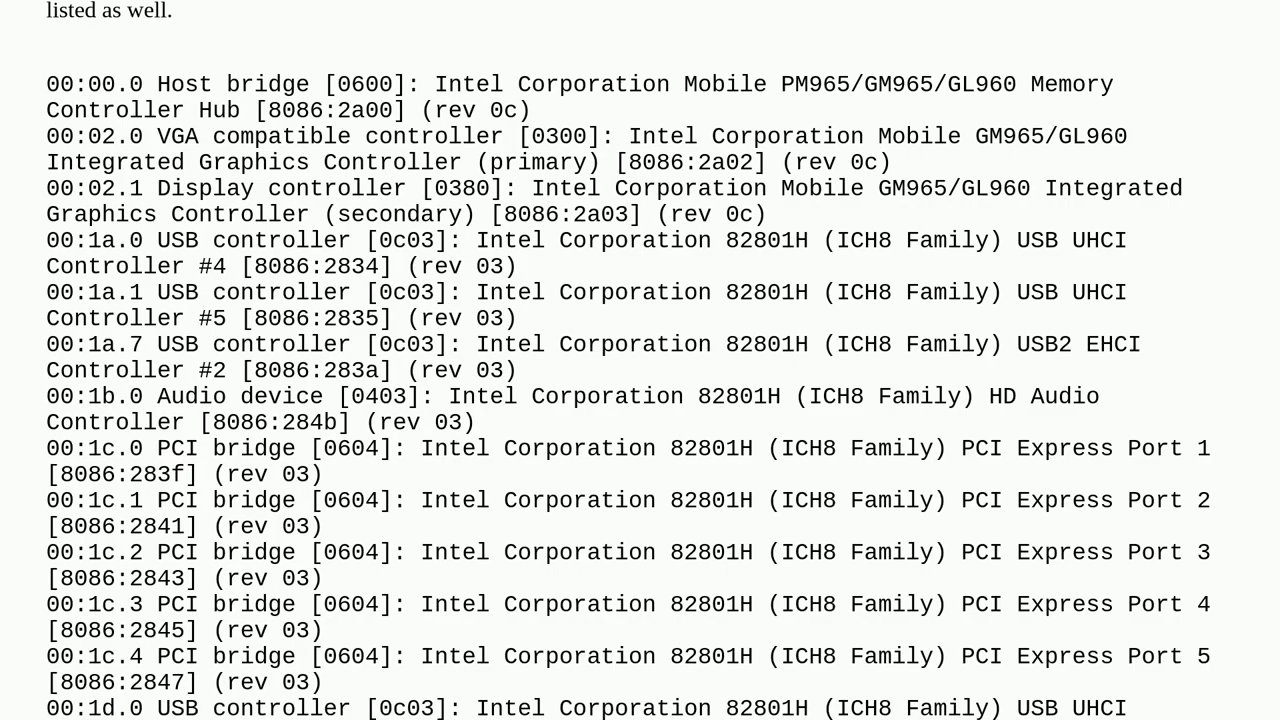 listed as well.
00:00.0 Host bridge [0600]: Intel Corporation Mobile PM965/GM965/GL960 Memory
Controller Hub [8086:2a00] (rev 0c)
00:02.0 VGA compatible controller [0300]: Intel Corporation Mobile GM965/GL960
Integrated Graphics Controller (primary) [8086:2a02] (rev 0c)
00:02.1 Display controller [0380]: Intel Corporation Mobile GM965/GL960 Integrated
Graphics Controller (secondary) [8086:2a03] (rev 0c)
00:1a.0 USB controller [0c03]: Intel Corporation 82801H (ICH8 Family) USB UHCI
Controller #4 [8086:2834] (rev 03)
00:1a.1 USB controller [0c03]: Intel Corporation 82801H (ICH8 Family) USB UHCI
Controller #5 [8086:2835] (rev 03)
00:1a.7 USB controller [0c03]: Intel Corporation 82801H (ICH8 Family) USB2 EHCI
Controller #2 [8086:283a] (rev 03)
00:1b.0 Audio device [0403]: Intel Corporation 82801H (ICH8 Family) HD Audio
Controller [8086:284b] (rev 03)
00:1c.0 PCI bridge [0604]: Intel Corporation 82801H (ICH8 Family) PCI Express Port 1
[8086:283f] (rev 03)
00:1c.1 PCI bridge [0604]: Intel Corporation 82801H (ICH8 Family) PCI Express Port 2
[8086:2841] (rev 03)
00:1c.2 PCI bridge [0604]: Intel Corporation 82801H (ICH8 Family) PCI Express Port 3
[8086:2843] (rev 03)
00:1c.3 PCI bridge [0604]: Intel Corporation 82801H (ICH8 Family) PCI Express Port 4
[8086:2845] (rev 03)
00:1c.4 PCI bridge [0604]: Intel Corporation 82801H (ICH8 Family) PCI Express Port 5
[8086:2847] (rev 03)
00:1d.0 USB controller [0c03]: Intel Corporation 82801H (ICH8 Family) USB UHCI